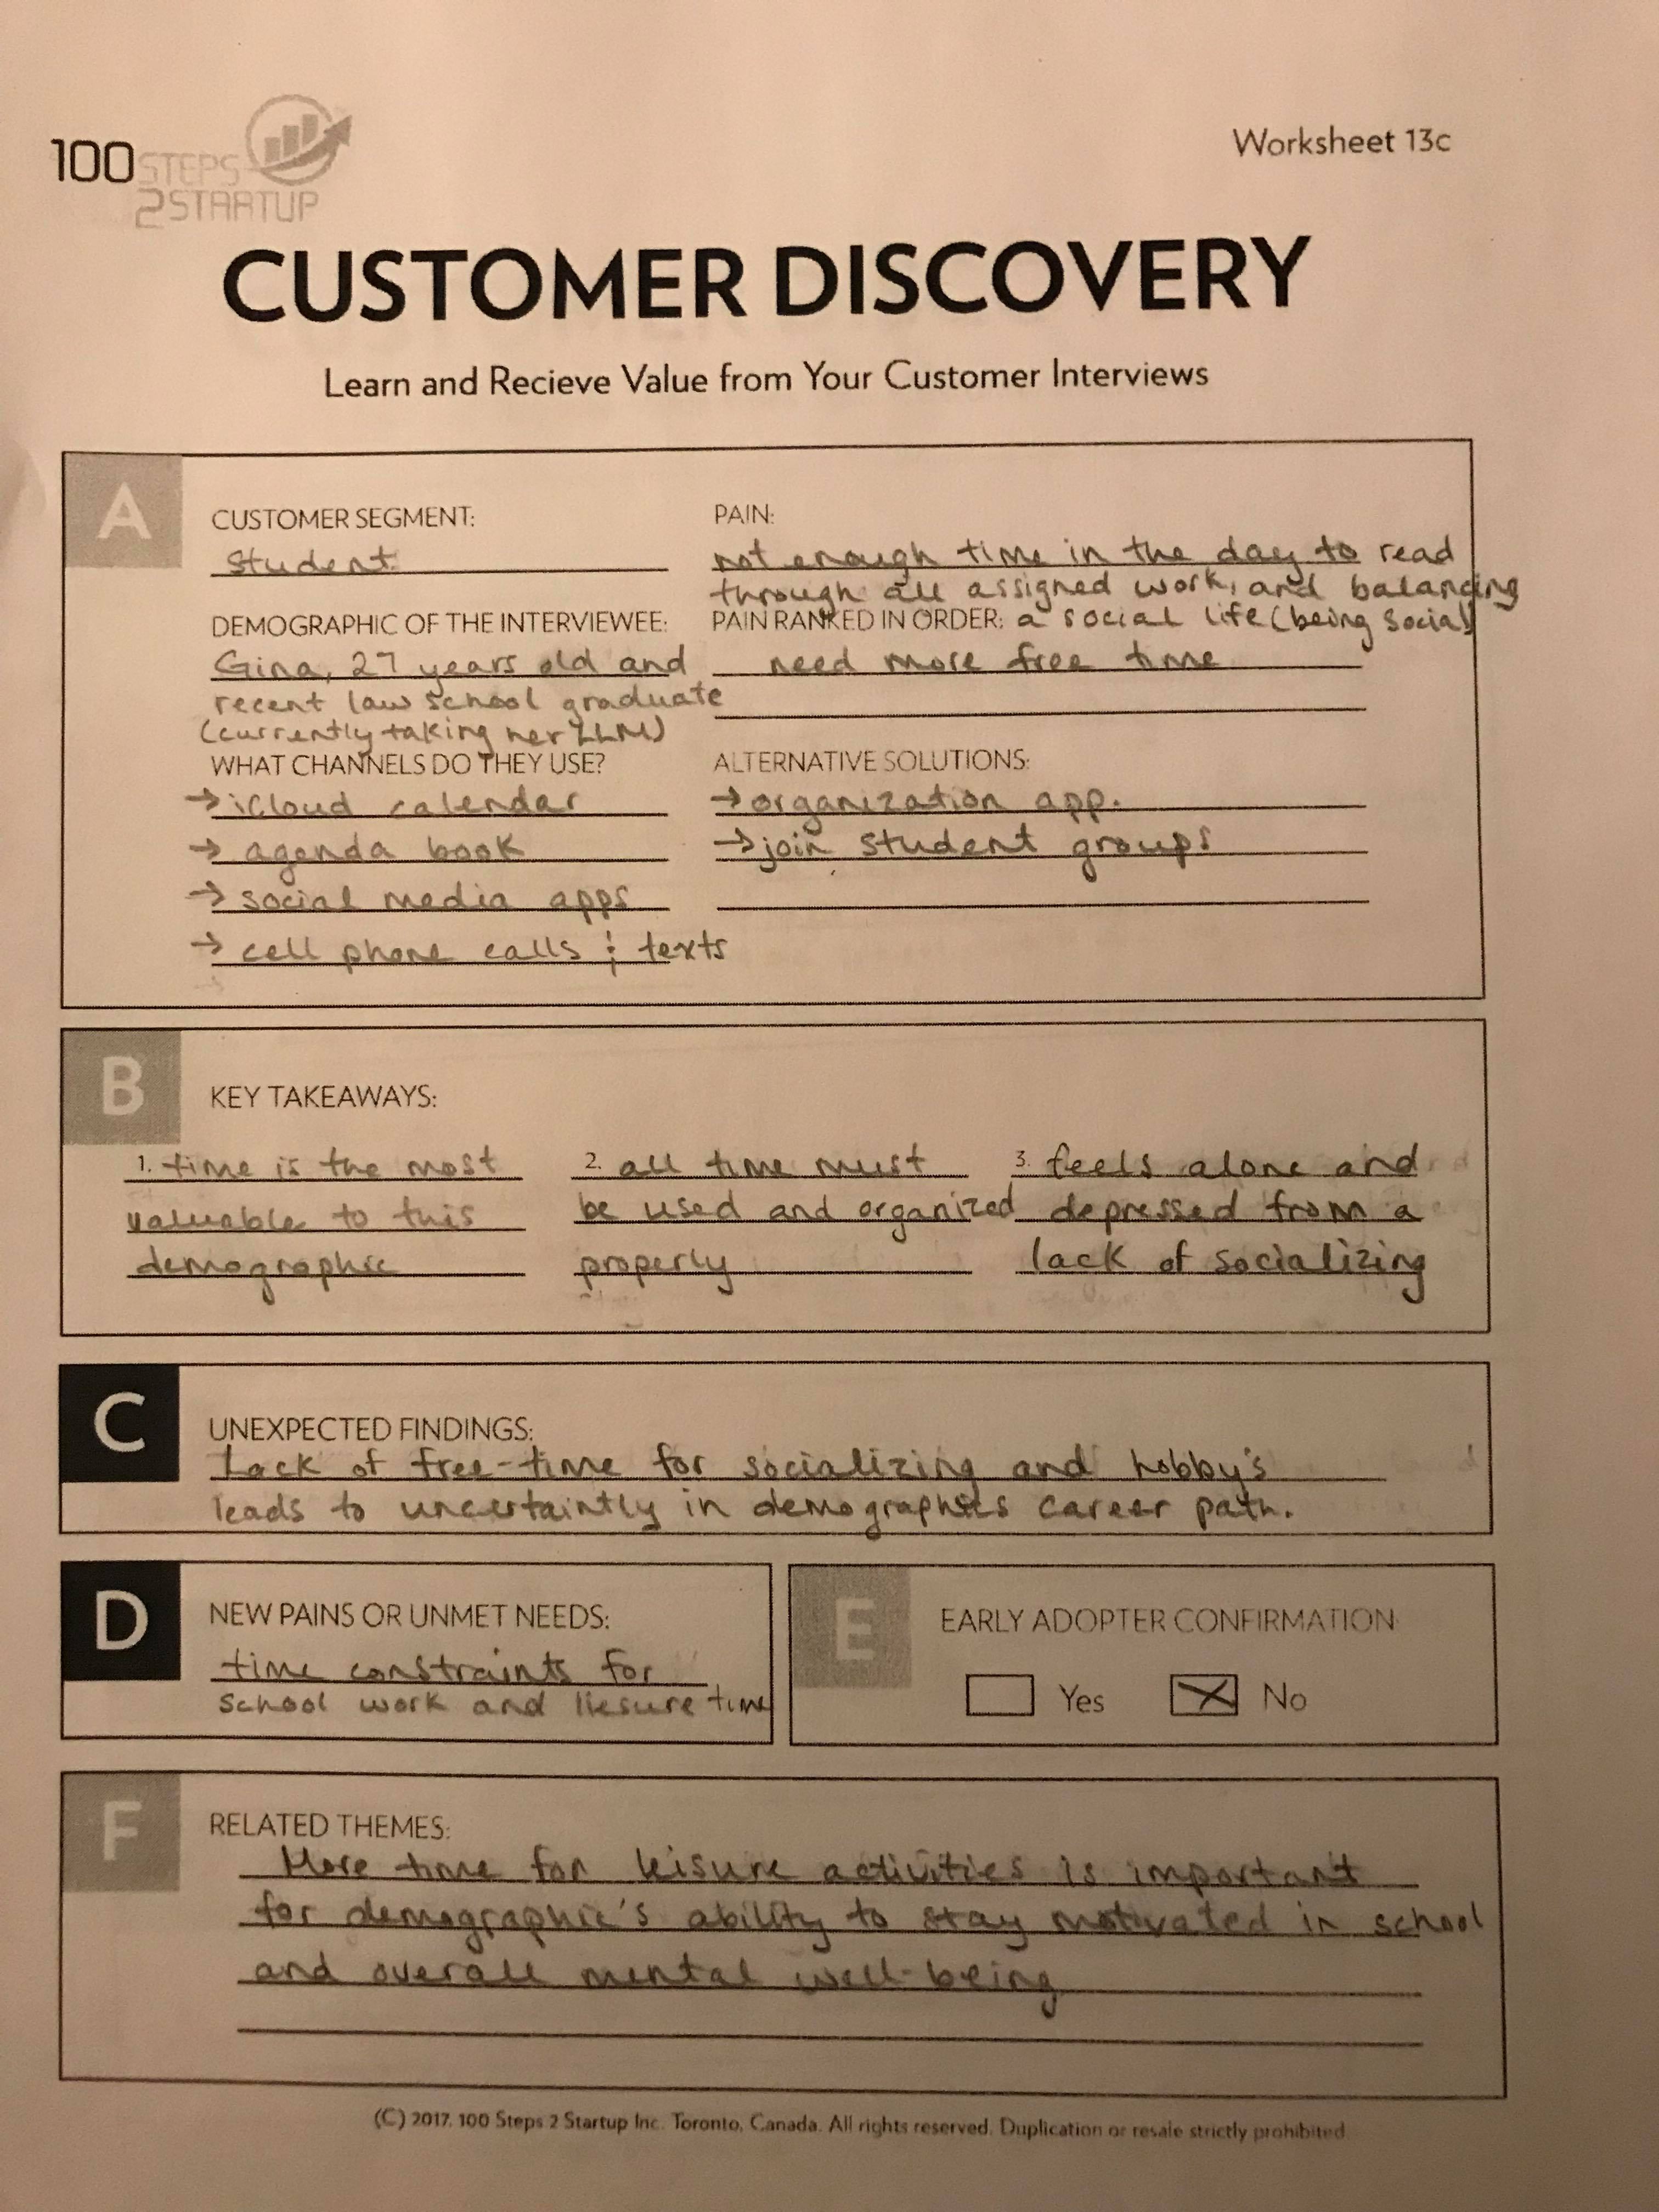 100 STEPS
2STARTUP
Worksheet 13c
CUSTOMER DISCOVERY
Learn and Recieve Value from Your Customer Interviews
A
CUSTOMER SEGMENT:
Student
DEMOGRAPHIC OF THE INTERVIEWEE:
Gina, 27 years old and
recent law school graduate
(currently taking her LLM)
WHAT CHANNELS DO THEY USE?
→ iCloud calendar
→ agenda book
→ social media apps
→ cell phone calls & texts
PAIN:
not enough time in the day to read
through all assigned work, and balancing
a social life (being social)
PAIN RANKED IN ORDER:
need more free time
ALTERNATIVE SOLUTIONS:
→ organization app.
→ join student groups
B
KEY TAKEAWAYS:
1. time is the most
valuable to this
demographic
2. all time must
be used and organized
properly
3. feels alone and
depressed from a
lack of socializing
C
UNEXPECTED FINDINGS:
Lack of free-time for socializing and hobby's
leads to uncertaintly in demographics career path.
D
NEW PAINS OR UNMET NEEDS:
time constraints for
school work and liesure time
E
EARLY ADOPTER CONFIRMATION
Yes No
F
RELATED THEMES:
More time for leisure activities is important
for demographic's ability to stay motivated in school
and overall mental well-being
(C) 2017. 100 Steps 2 Startup Inc. Toronto, Canada. All rights reserved. Duplication or resale strictly prohibited